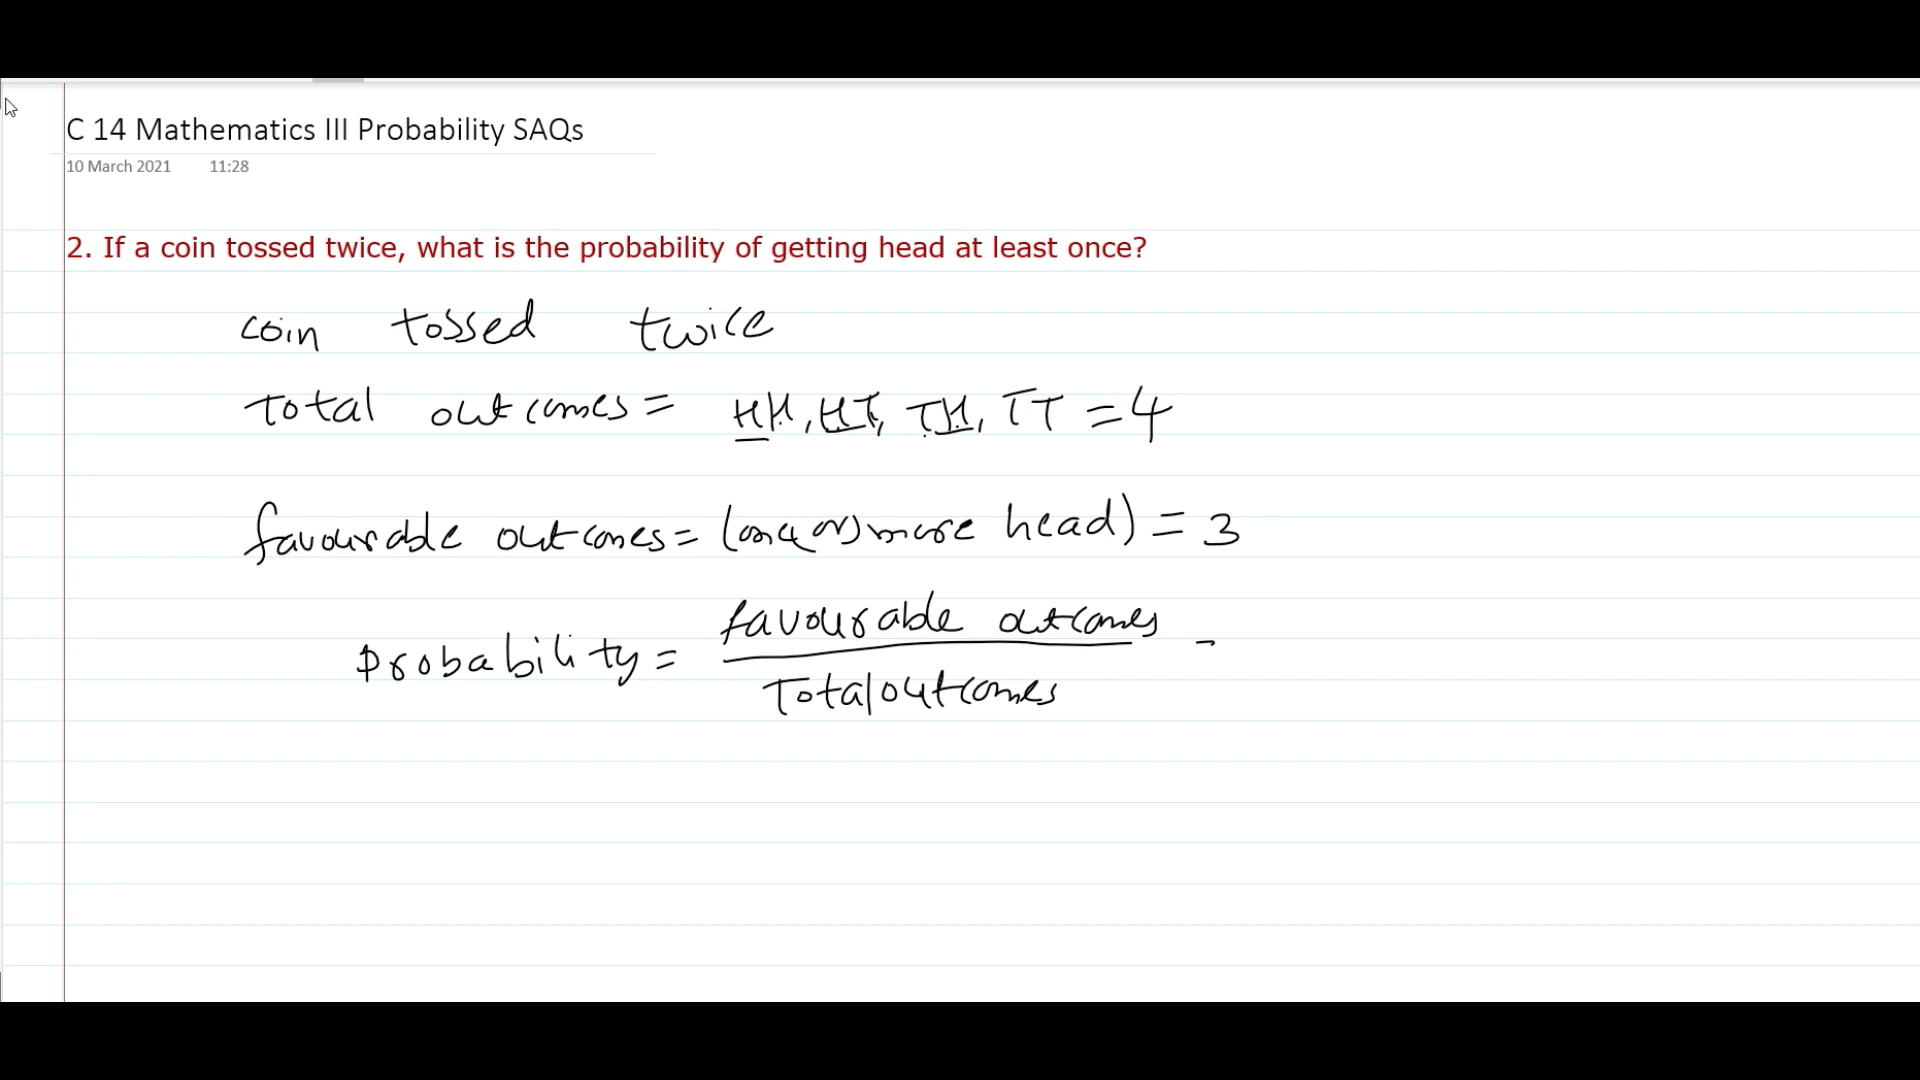 C 14 Mathematics III Probability SAQs
10 March 2021 11:28
2. If a coin tossed twice, what is the probability of getting head at least once?
coin tossed twice
Total outcomes = HH, HT, TH, TT = 4
favourable outcomes = (one or) more head) = 3
Probability = favourable outcomes =
Total outcomes